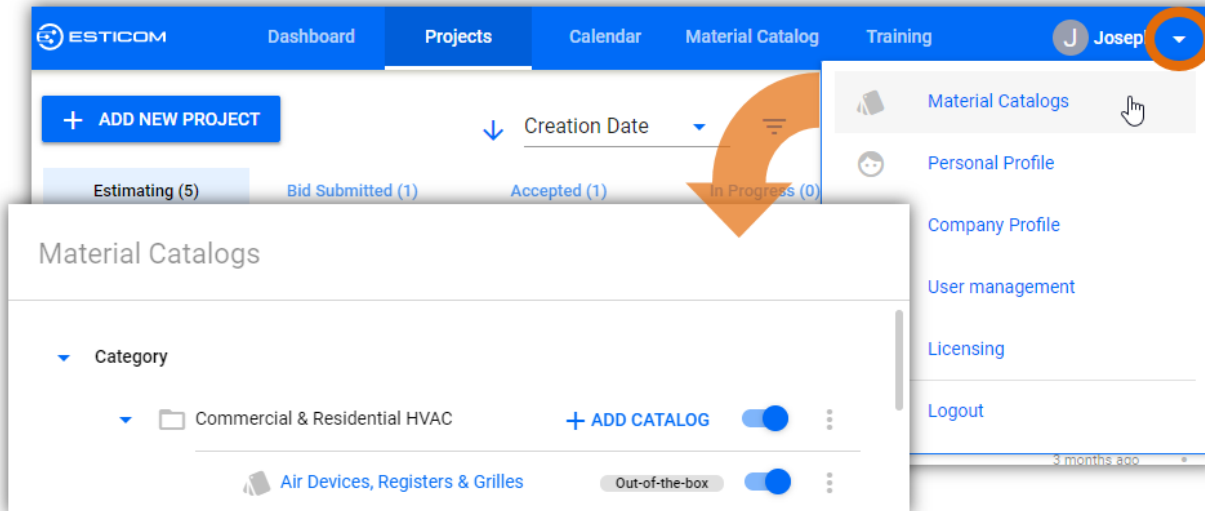 ESTICOM Dashboard Projects Calendar Material Catalog Training J Josep
+ ADD NEW PROJECT Creation Date
Material Catalogs
Personal Profile
Estimating (5) Bid Submitted (1) Accepted (1) In Progress (0)
Company Profile
User management
Licensing
Logout
3 months ago
Material Catalogs
Category
Commercial & Residential HVAC + ADD CATALOG
Air Devices, Registers & Grilles Out-of-the-box